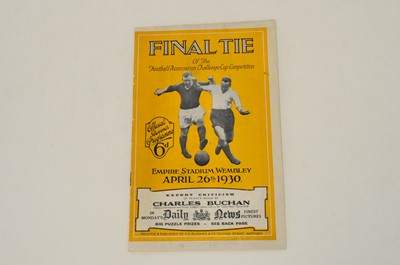 FINAL TIE
Of The
Football Association Challenge Cup Competition
Official
Souvenir
Programme
6d
EMPIRE STADIUM, WEMBLEY
APRIL 26th 1930
EXPERT CRITICISM
CHARLES BUCHAN
IN MONDAY'S Daily News FINEST PICTURES
BIG PUZZLE PRIZES - SEE BACK PAGE